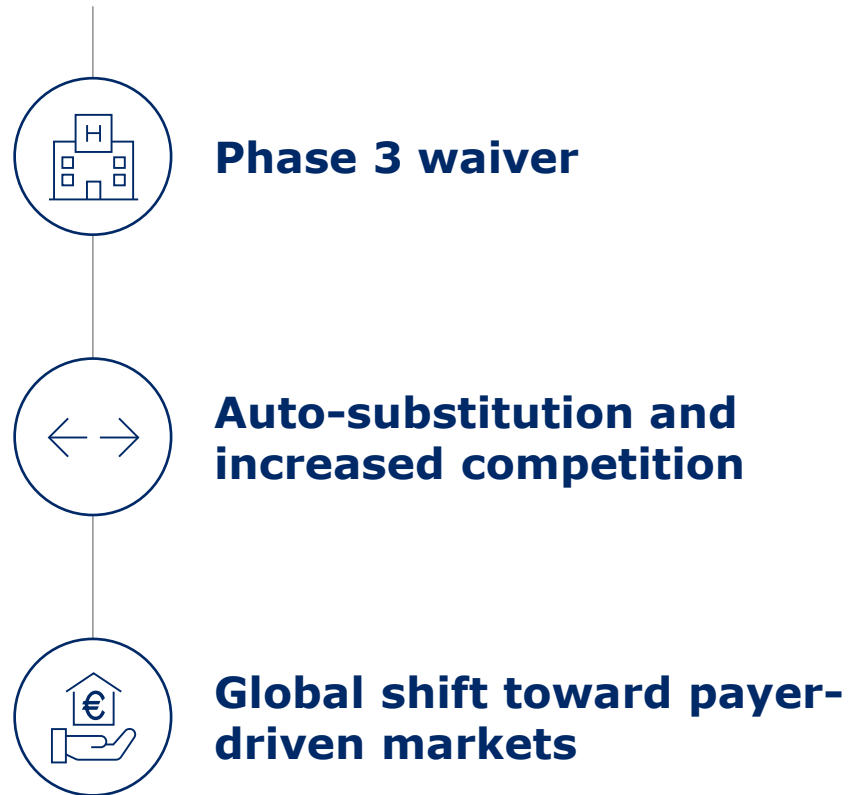 H
Phase 3 waiver
Auto-substitution and
increased competition
€
Global shift toward payer-
driven markets